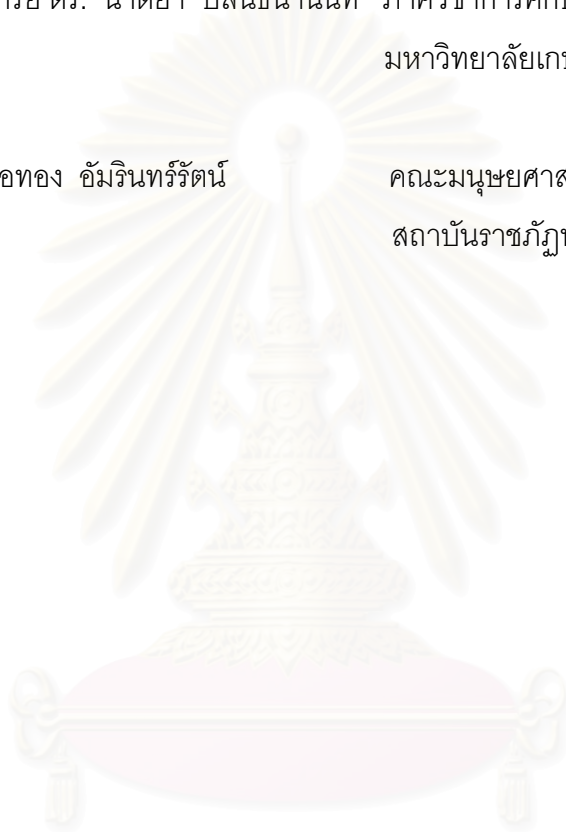 ดร. นาตยา ปิลันธนานนท์ ภาควิชาการศึกษ
มหาวิทยาลัยเกษ
อทอง อัมรินทร์รัตน์ คณะมนุษยศาส
สถาบันราชภัฏ